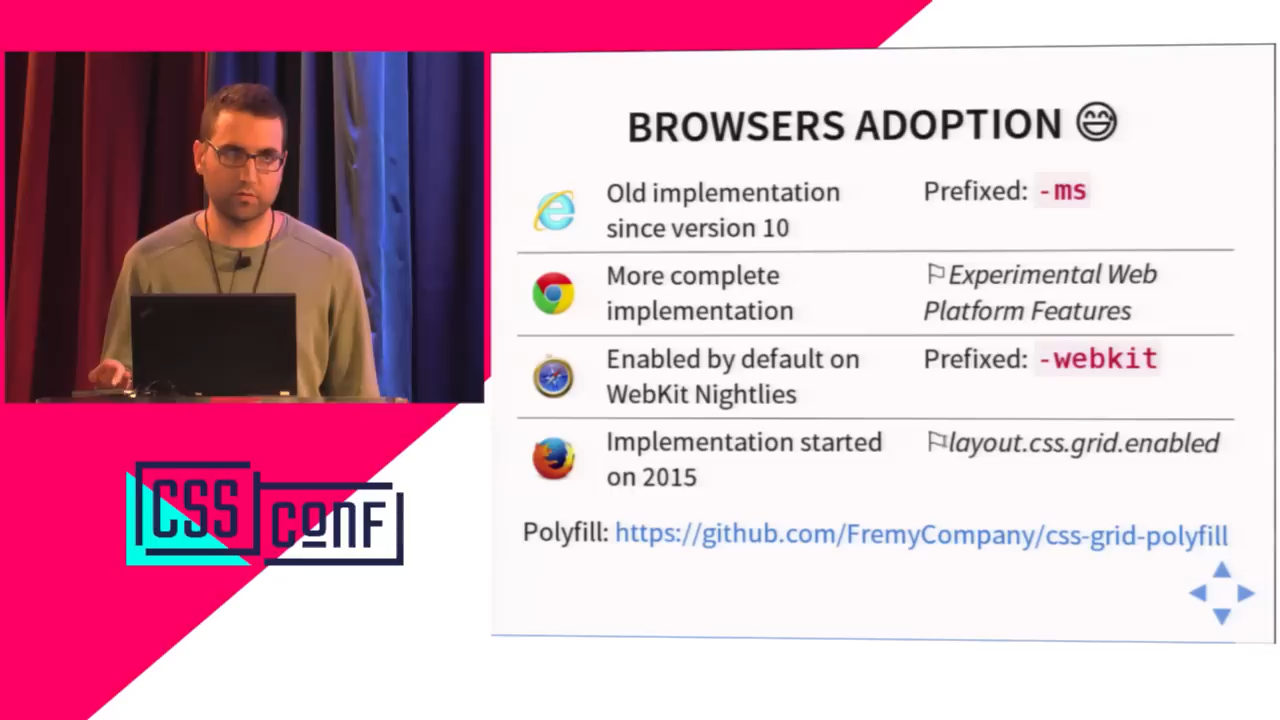 BROWSERS ADOPTION 😅
Old implementation
since version 10
Prefixed: -ms
More complete
implementation
⚐Experimental Web
Platform Features
Enabled by default on
WebKit Nightlies
Prefixed: -webkit
Implementation started
on 2015
⚐layout.css.grid.enabled
Polyfill: https://github.com/FremyCompany/css-grid-polyfill
CSS
CONF